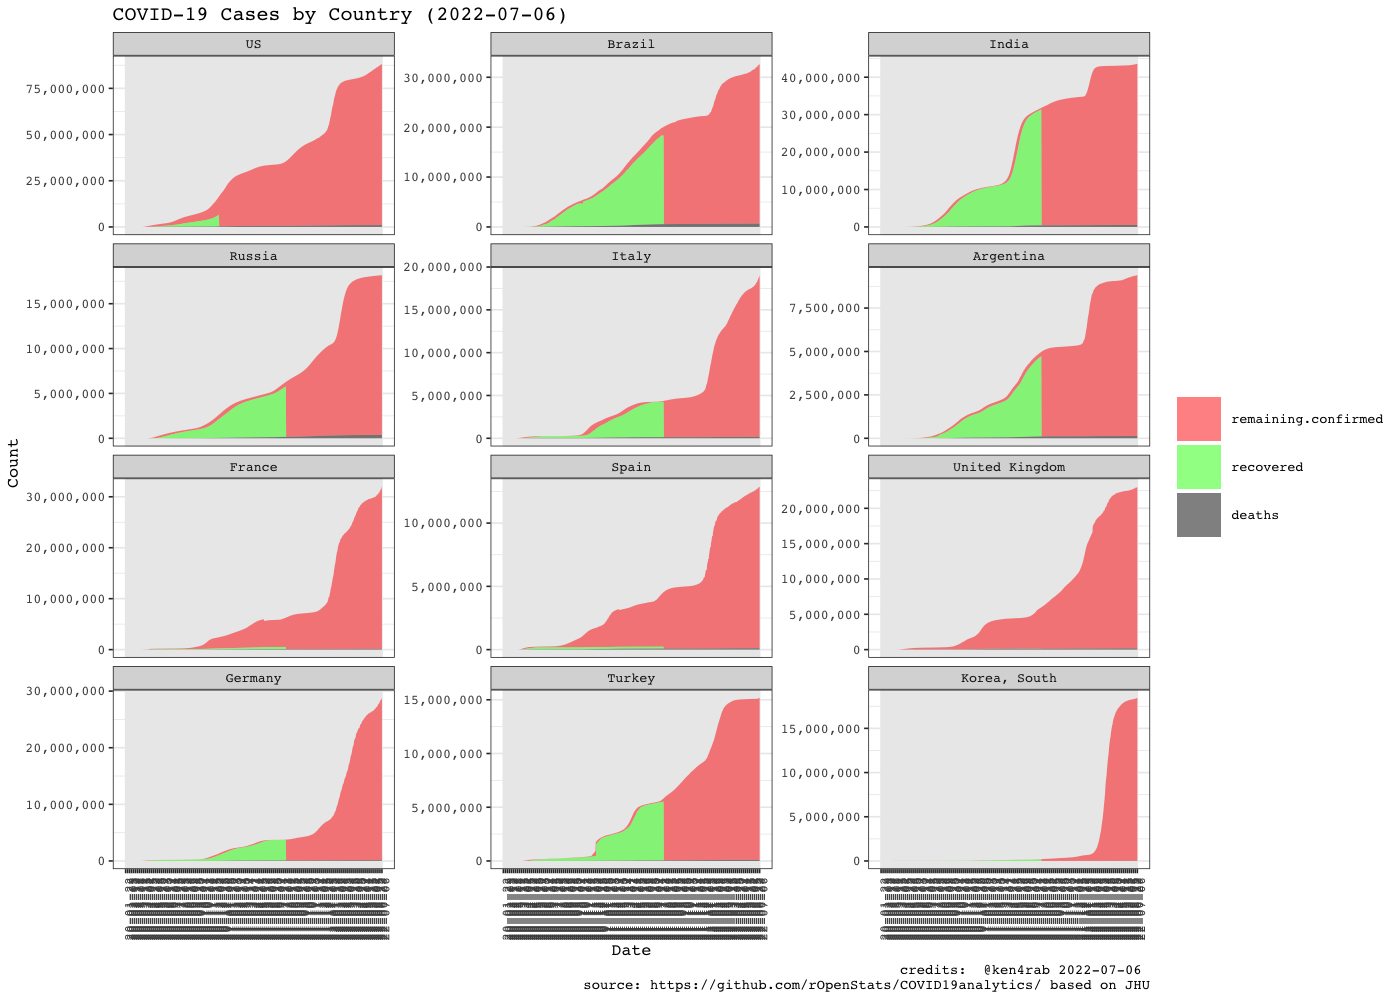 COVID-19 Cases by Country (2022-07-06)
US
Brazil
India
75,000,000
50,000,000
25,000,000
0
30,000,000
20,000,000
10,000,000
0
40,000,000
30,000,000
20,000,000
10,000,000
0
Russia
Italy
Argentina
15,000,000
10,000,000
5,000,000
0
20,000,000
15,000,000
10,000,000
5,000,000
0
7,500,000
5,000,000
2,500,000
0
France
Spain
United Kingdom
30,000,000
20,000,000
10,000,000
0
10,000,000
5,000,000
0
20,000,000
15,000,000
10,000,000
5,000,000
0
Germany
Turkey
Korea, South
30,000,000
20,000,000
10,000,000
0
15,000,000
10,000,000
5,000,000
0
15,000,000
10,000,000
5,000,000
0
Count
Date
remaining.confirmed
recovered
deaths
credits: @ken4rab 2022-07-06
source: https://github.com/rOpenStats/COVID19analytics/ based on JHU